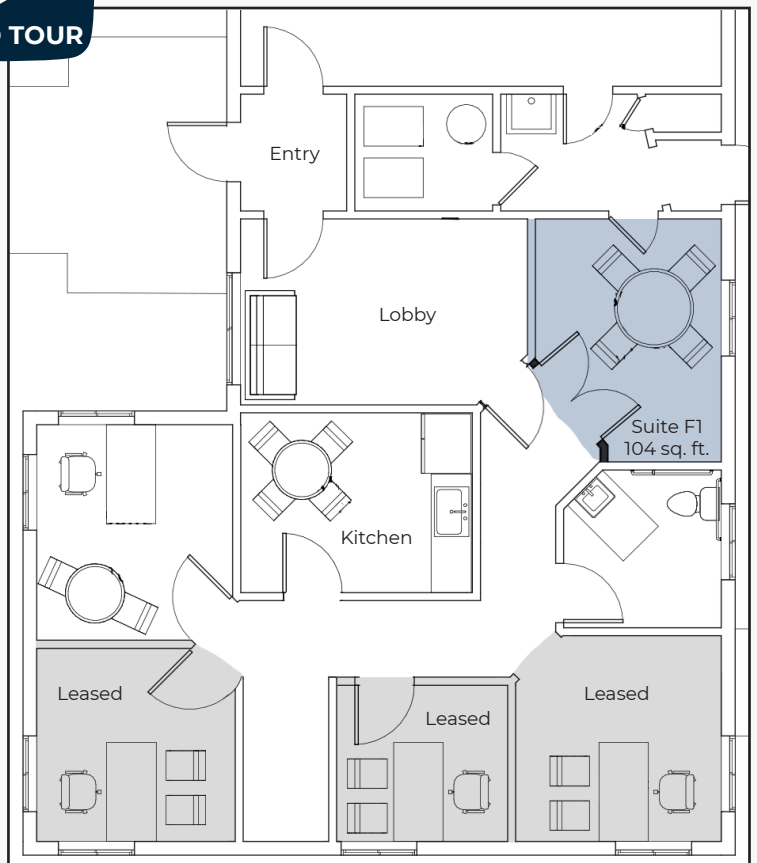 TOUR
Entry
Lobby
Suite F1
104 sq. ft.
Kitchen
Leased
Leased
Leased